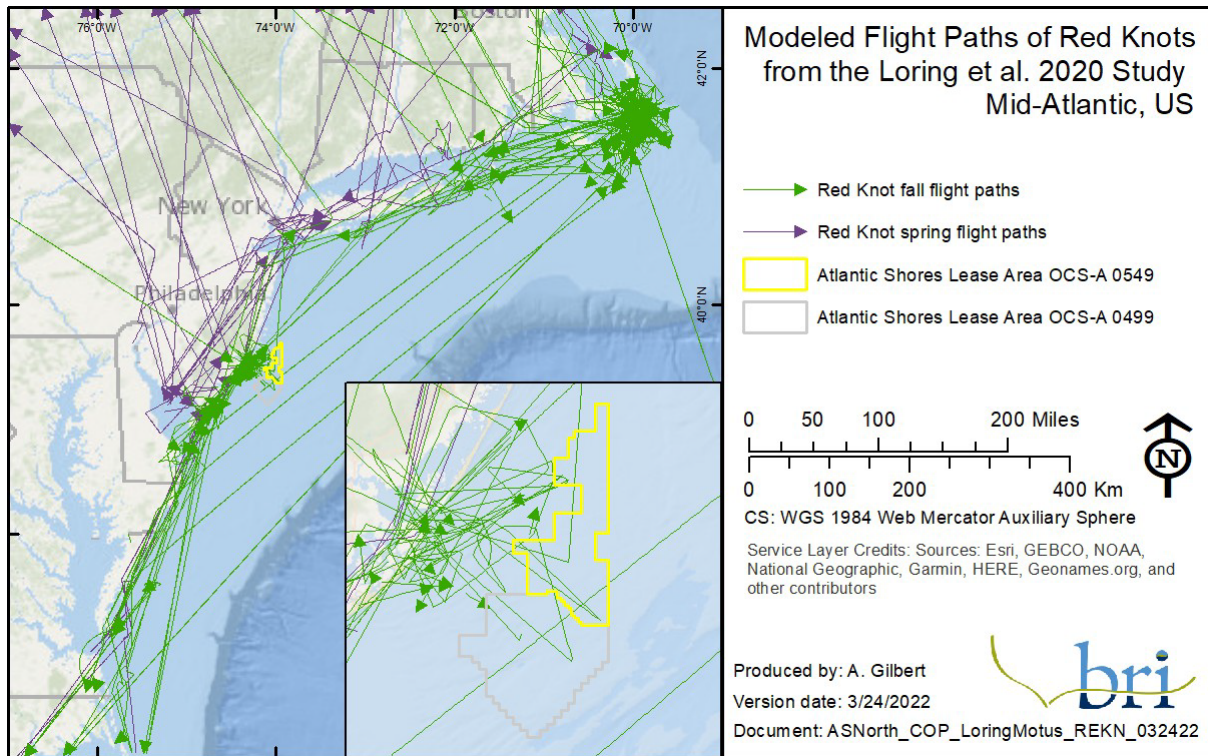 76°0'W
74°0'W
72°0'W
70°0'W
Boston
42°0'N
New York
Philadelphia
40°0'N
Modeled Flight Paths of Red Knots
from the Loring et al. 2020 Study
Mid-Atlantic, US
Red Knot fall flight paths
Red Knot spring flight paths
Atlantic Shores Lease Area OCS-A 0549
Atlantic Shores Lease Area OCS-A 0499
0 50 100 200 Miles
0 100 200 400 Km
N
CS: WGS 1984 Web Mercator Auxiliary Sphere
Service Layer Credits: Sources: Esri, GEBCO, NOAA,
National Geographic, Garmin, HERE, Geonames.org, and
other contributors
Produced by: A. Gilbert
Version date: 3/24/2022
Document: ASNorth_COP_LoringMotus_REKN_032422
bri